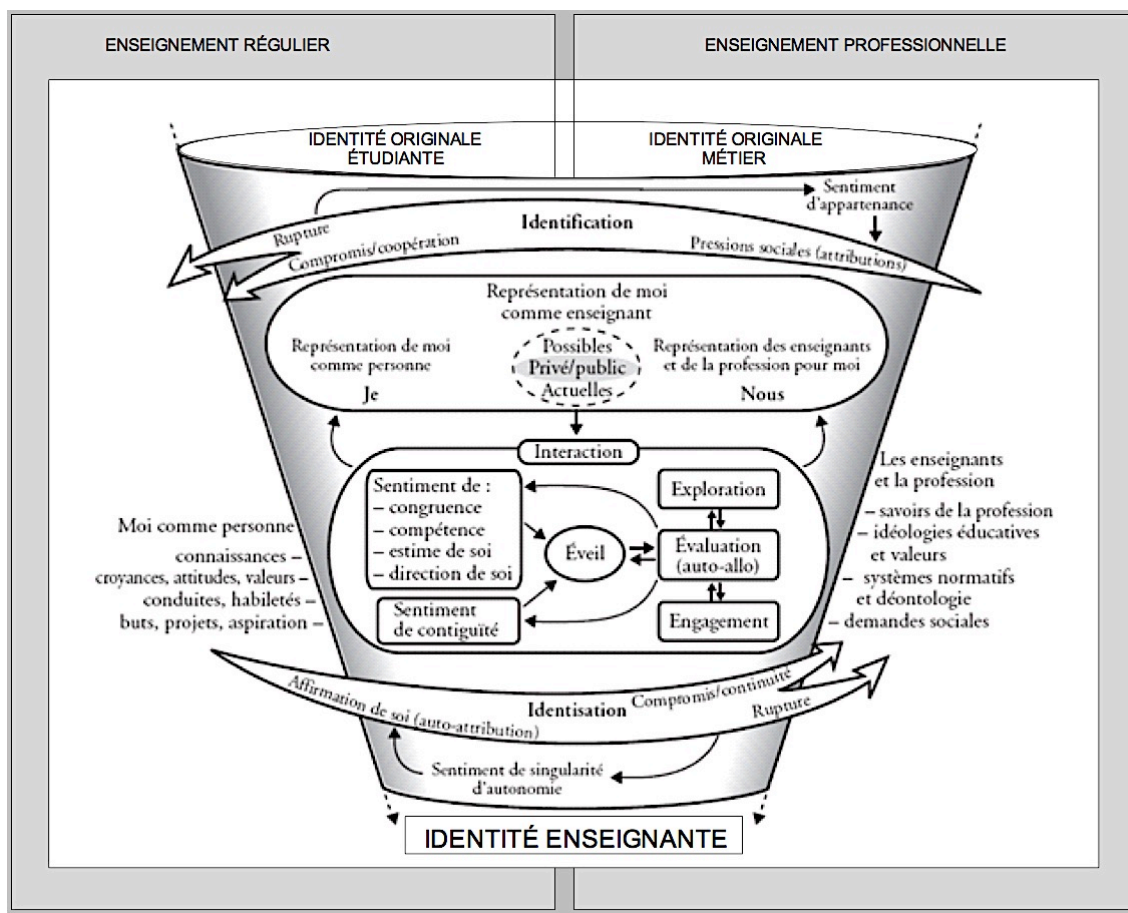 ENSEIGNEMENT RÉGULIER
ENSEIGNEMENT PROFESSIONNELLE
IDENTITÉ ORIGINALE
ÉTUDIANTE
IDENTITÉ ORIGINALE
MÉTIER
Sentiment
d'appartenance
Identification
Rupture
Compromis/coopération
Pressions sociales (attributions)
Représentation de moi
comme enseignant
Représentation de moi
comme personne
Je
Possibles
Privé/public
Actuelles
Représentation des enseignants
et de la profession pour moi
Nous
Interaction
Sentiment de :
– congruence
– compétence
– estime de soi
– direction de soi
Sentiment
de contiguïté
Éveil
Exploration
Évaluation
(auto-allo)
Engagement
Moi comme personne
connaissances –
croyances, attitudes, valeurs –
conduites, habiletés –
buts, projets, aspiration –
Les enseignants
et la profession
– savoirs de la profession
– idéologies éducatives
et valeurs
– systèmes normatifs
et déontologie
– demandes sociales
Affirmation de soi (auto-attribution)
Identisation
Compromis/continuité
Rupture
Sentiment de singularité
d'autonomie
IDENTITÉ ENSEIGNANTE